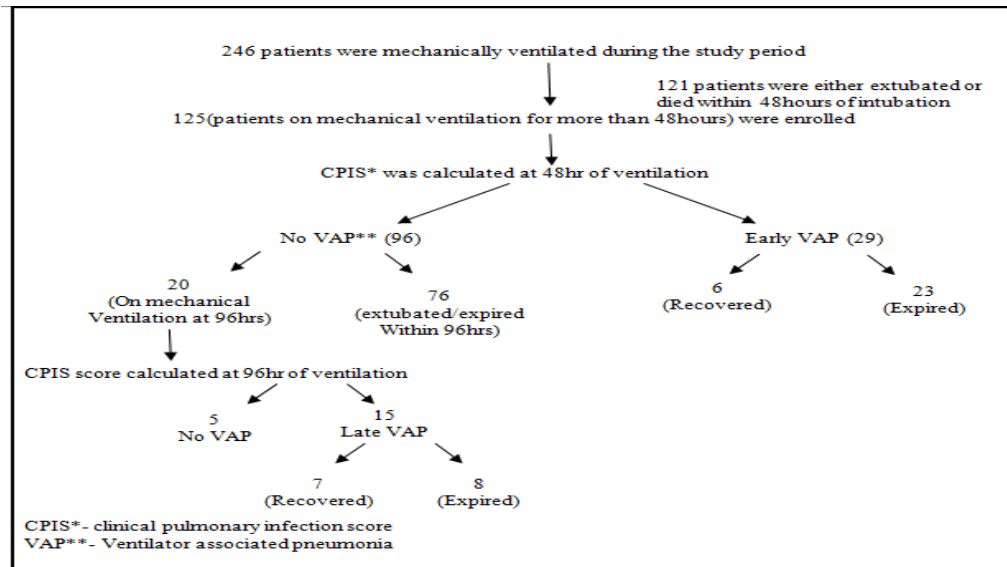 246 patients were mechanically ventilated during the study period
121 patients were either extubated or
died within 48hours of intubation
125(patients on mechanical ventilation for more than 48hours) were enrolled
CPIS* was calculated at 48hr of ventilation
No VAP** (96)
Early VAP (29)
20
(On mechanical
Ventilation at 96hrs)
76
(extubated/expired
Within 96hrs)
6
(Recovered)
23
(Expired)
CPIS score calculated at 96hr of ventilation
5
No VAP
15
Late VAP
7
(Recovered)
8
(Expired)
CPIS*- clinical pulmonary infection score
VAP**- Ventilator associated pneumonia